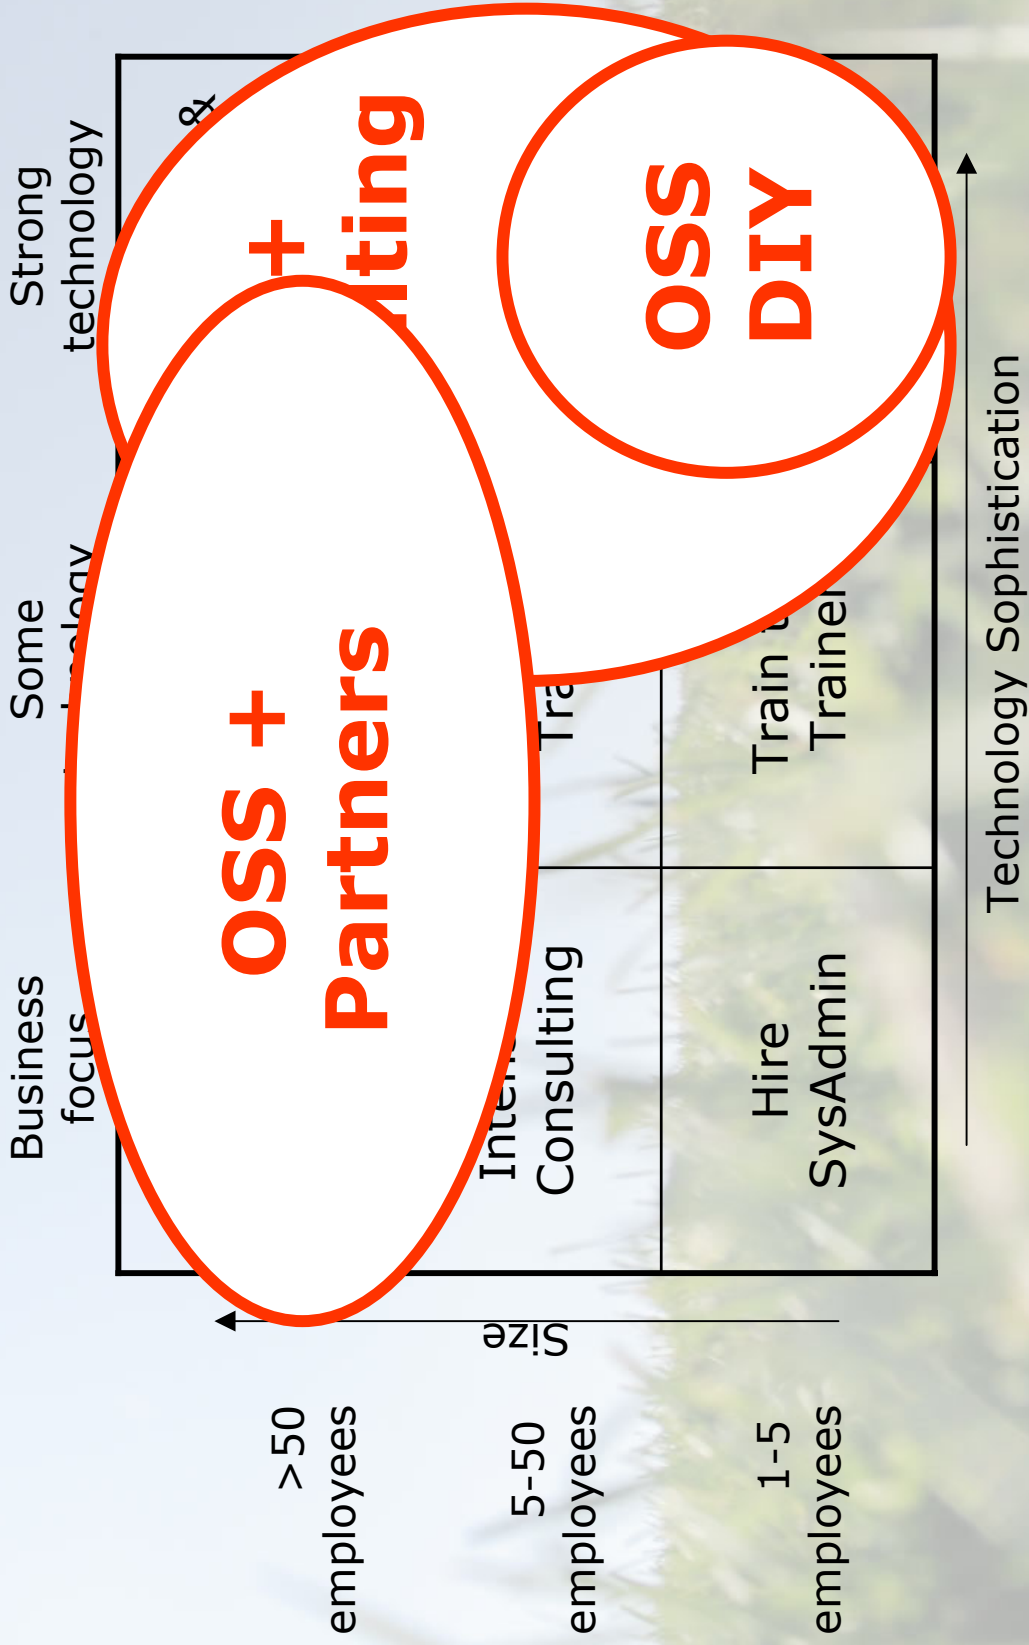 Business
focus
Some
Strong
technology
&
OSS +
Partners
+
OSS
DIY
Consulting
Hire
SysAdmin
Train
Trainer
>50
employees
5-50
employees
1-5
employees
Size
Technology Sophistication